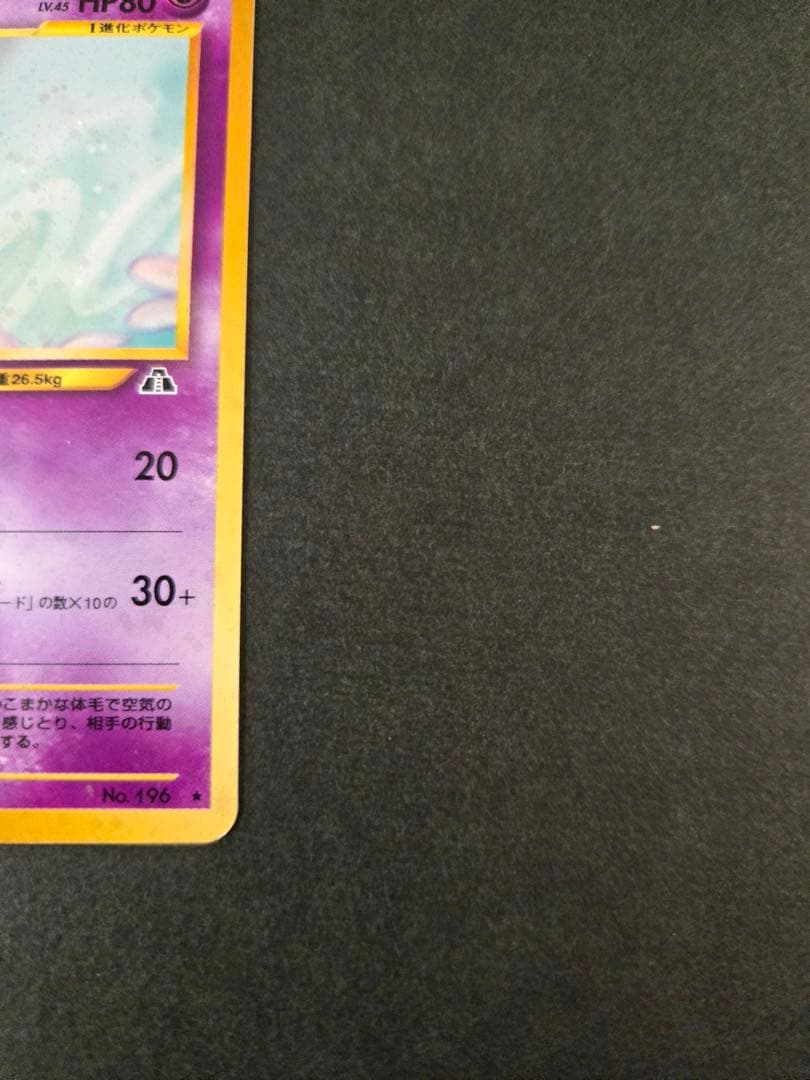 LV.45 HP80
1進化ポケモン
重26.5kg
20
ード」の数×10の 30+
こまかな体毛で空気の
感じとり、相手の行動
する。
No. 196 ★